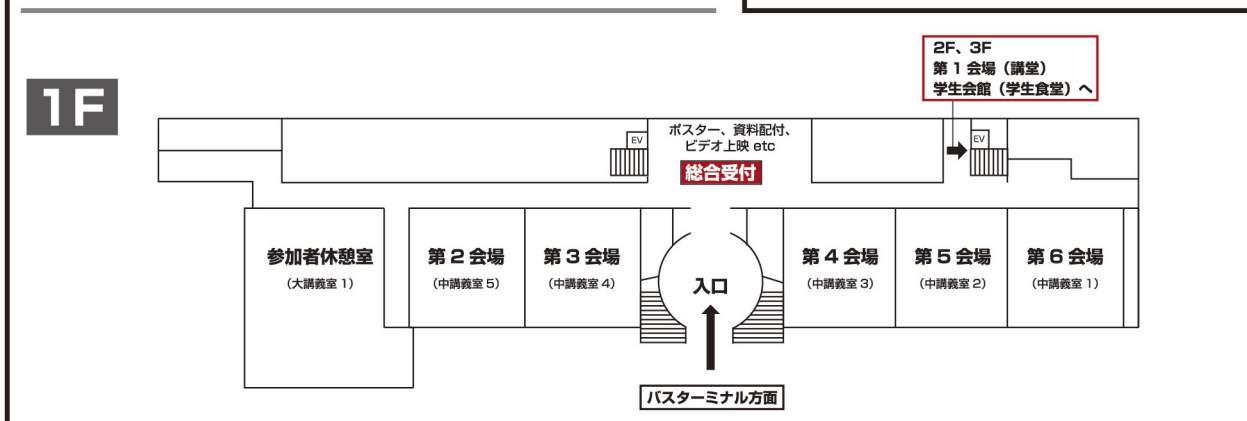 1F
2F、3F
第1会場（講堂）
学生会館（学生食堂）へ
EV
ポスター、資料配付、
ビデオ上映 etc
総合受付
EV
参加者休憩室
（大講義室1）
第2会場
（中講義室5）
第3会場
（中講義室4）
入口
第4会場
（中講義室3）
第5会場
（中講義室2）
第6会場
（中講義室1）
バスターミナル方面